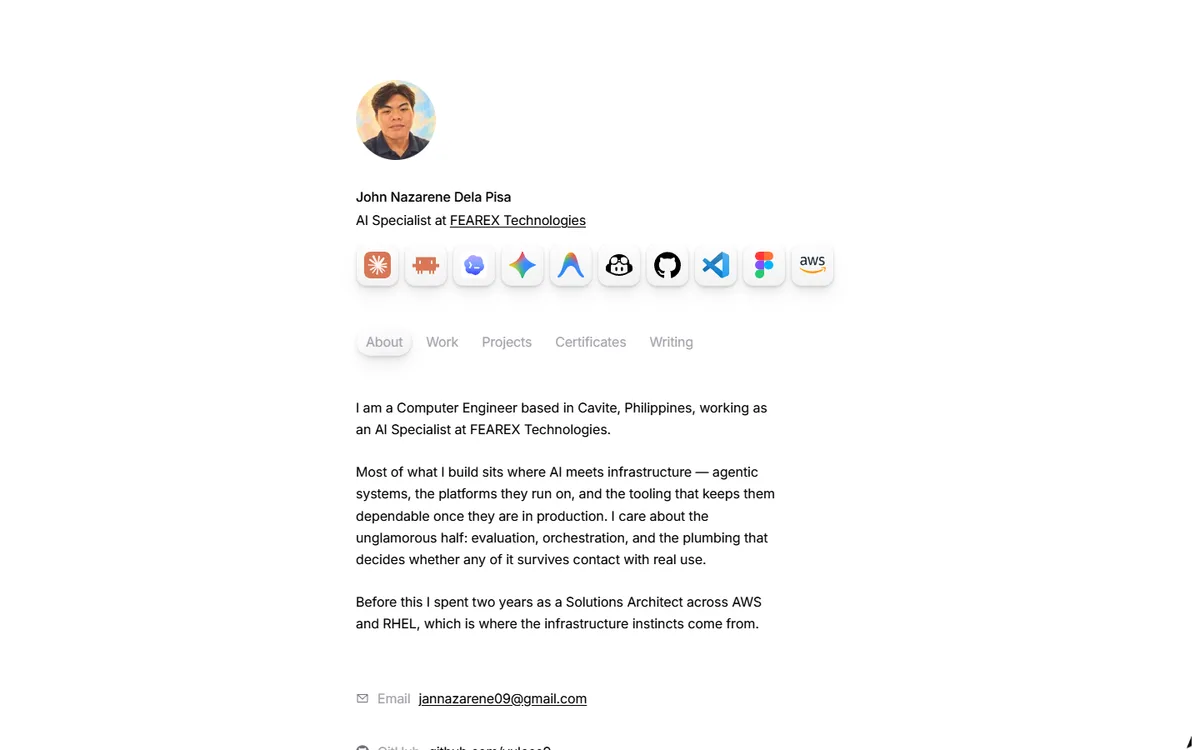 John Nazarene Dela Pisa
AI Specialist at FEAREX Technologies
aws
About Work Projects Certificates Writing
I am a Computer Engineer based in Cavite, Philippines, working as
an AI Specialist at FEAREX Technologies.
Most of what I build sits where AI meets infrastructure — agentic
systems, the platforms they run on, and the tooling that keeps them
dependable once they are in production. I care about the
unglamorous half: evaluation, orchestration, and the plumbing that
decides whether any of it survives contact with real use.
Before this I spent two years as a Solutions Architect across AWS
and RHEL, which is where the infrastructure instincts come from.
Email jannazarene09@gmail.com
GitHub